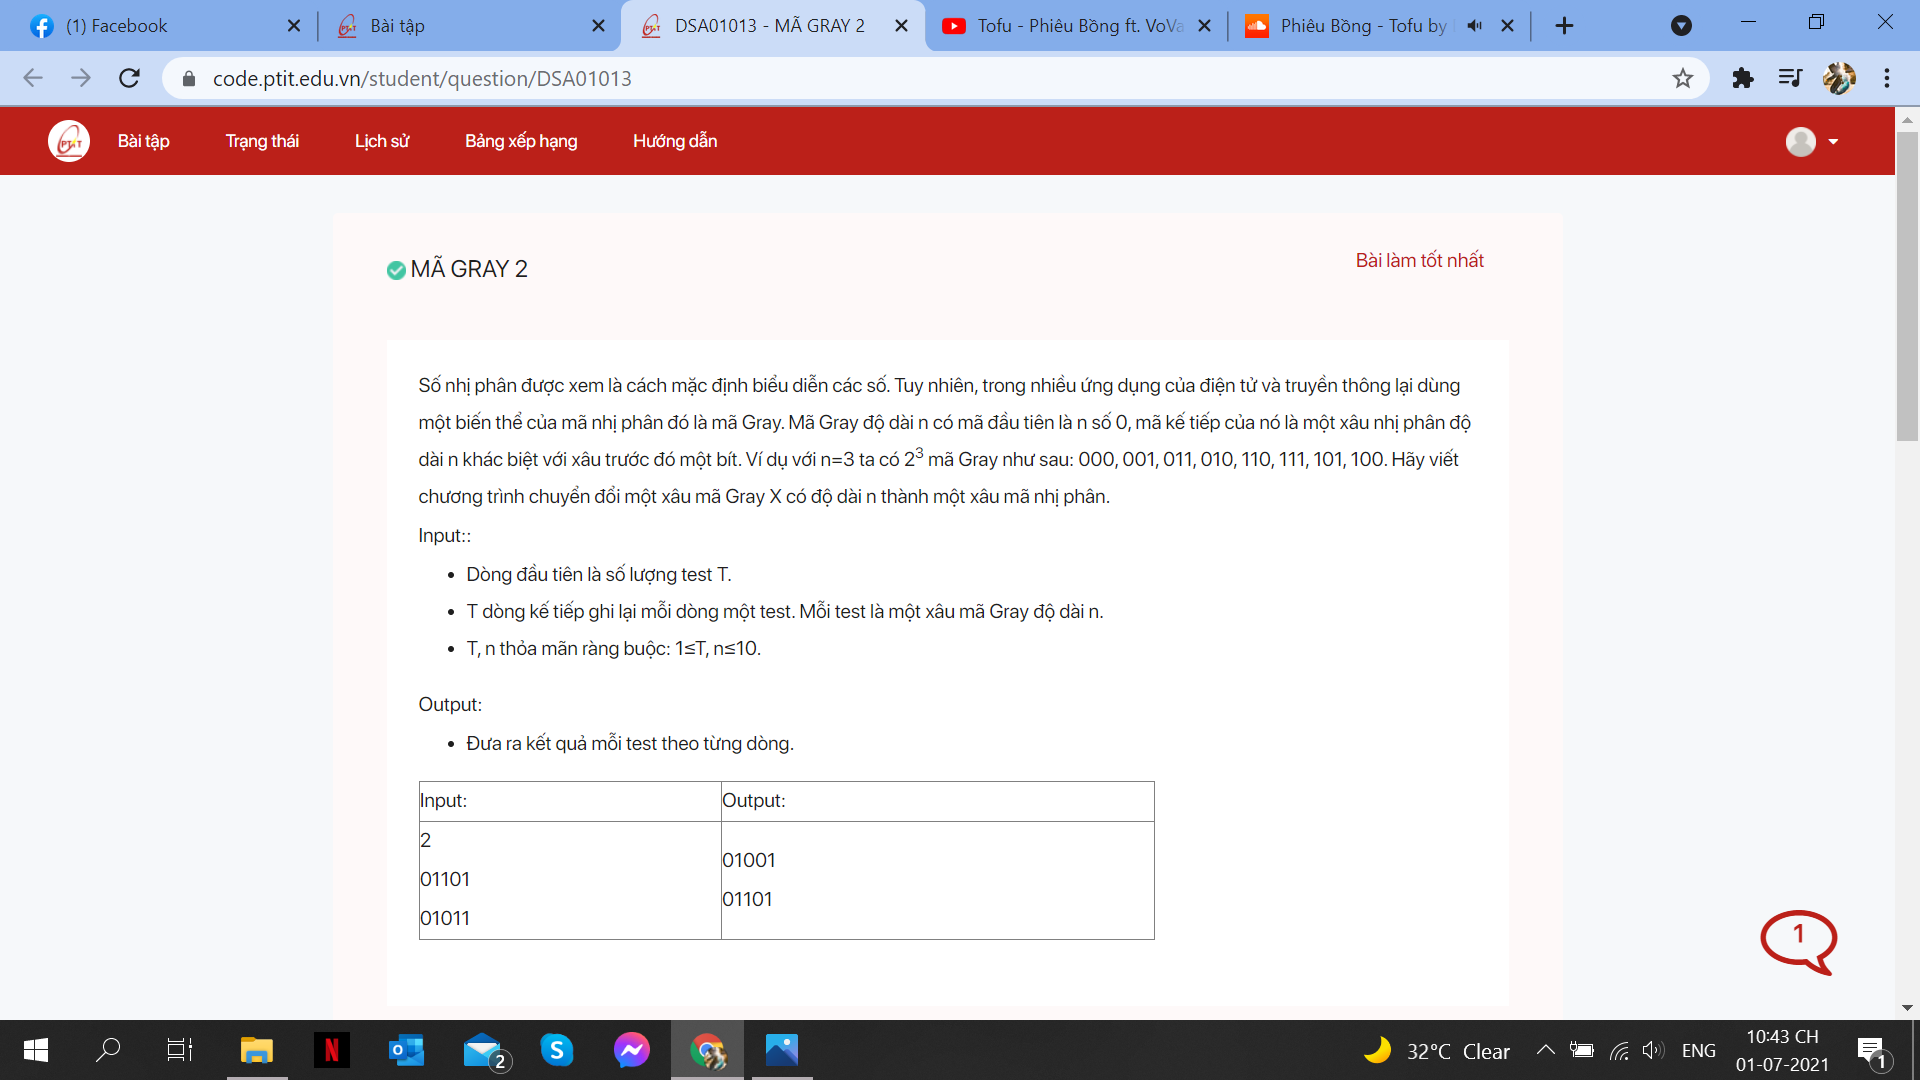 (1) Facebook
Bài tập
DSA01013 - MÃ GRAY 2
Tofu - Phiêu Bồng ft. VoVa
Phiêu Bồng - Tofu by
code.ptit.edu.vn/student/question/DSA01013
PTIT
Bài tập
Trạng thái
Lịch sử
Bảng xếp hạng
Hướng dẫn
MÃ GRAY 2
Bài làm tốt nhất
Số nhị phân được xem là cách mặc định biểu diễn các số. Tuy nhiên, trong nhiều ứng dụng của điện tử và truyền thông lại dùng
một biến thể của mã nhị phân đó là mã Gray. Mã Gray độ dài n có mã đầu tiên là n số 0, mã kế tiếp của nó là một xâu nhị phân độ
dài n khác biệt với xâu trước đó một bít. Ví dụ với n=3 ta có 2³ mã Gray như sau: 000, 001, 011, 010, 110, 111, 101, 100. Hãy viết
chương trình chuyển đổi một xâu mã Gray X có độ dài n thành một xâu mã nhị phân.
Input::
• Dòng đầu tiên là số lượng test T.
• T dòng kế tiếp ghi lại mỗi dòng một test. Mỗi test là một xâu mã Gray độ dài n.
• T, n thỏa mãn ràng buộc: 1≤T, n≤10.
Output:
• Đưa ra kết quả mỗi test theo từng dòng.
Input:
Output:
2
01101
01011
01001
01101
1
N
2
S
32°C Clear
ENG
10:43 CH
01-07-2021
1